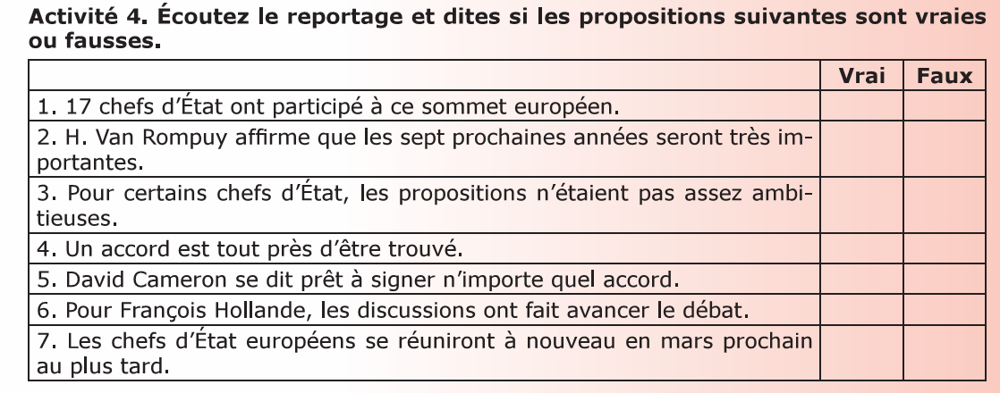 Activité 4. Écoutez le reportage et dites si les propositions suivantes sont vraies
ou fausses.
Vrai Faux
1. 17 chefs d'État ont participé à ce sommet européen.
2. H. Van Rompuy affirme que les sept prochaines années seront très im-
portantes.
3. Pour certains chefs d'État, les propositions n'étaient pas assez ambi-
tieuses.
4. Un accord est tout près d'être trouvé.
5. David Cameron se dit prêt à signer n'importe quel accord.
6. Pour François Hollande, les discussions ont fait avancer le débat.
7. Les chefs d'État européens se réuniront à nouveau en mars prochain
au plus tard.